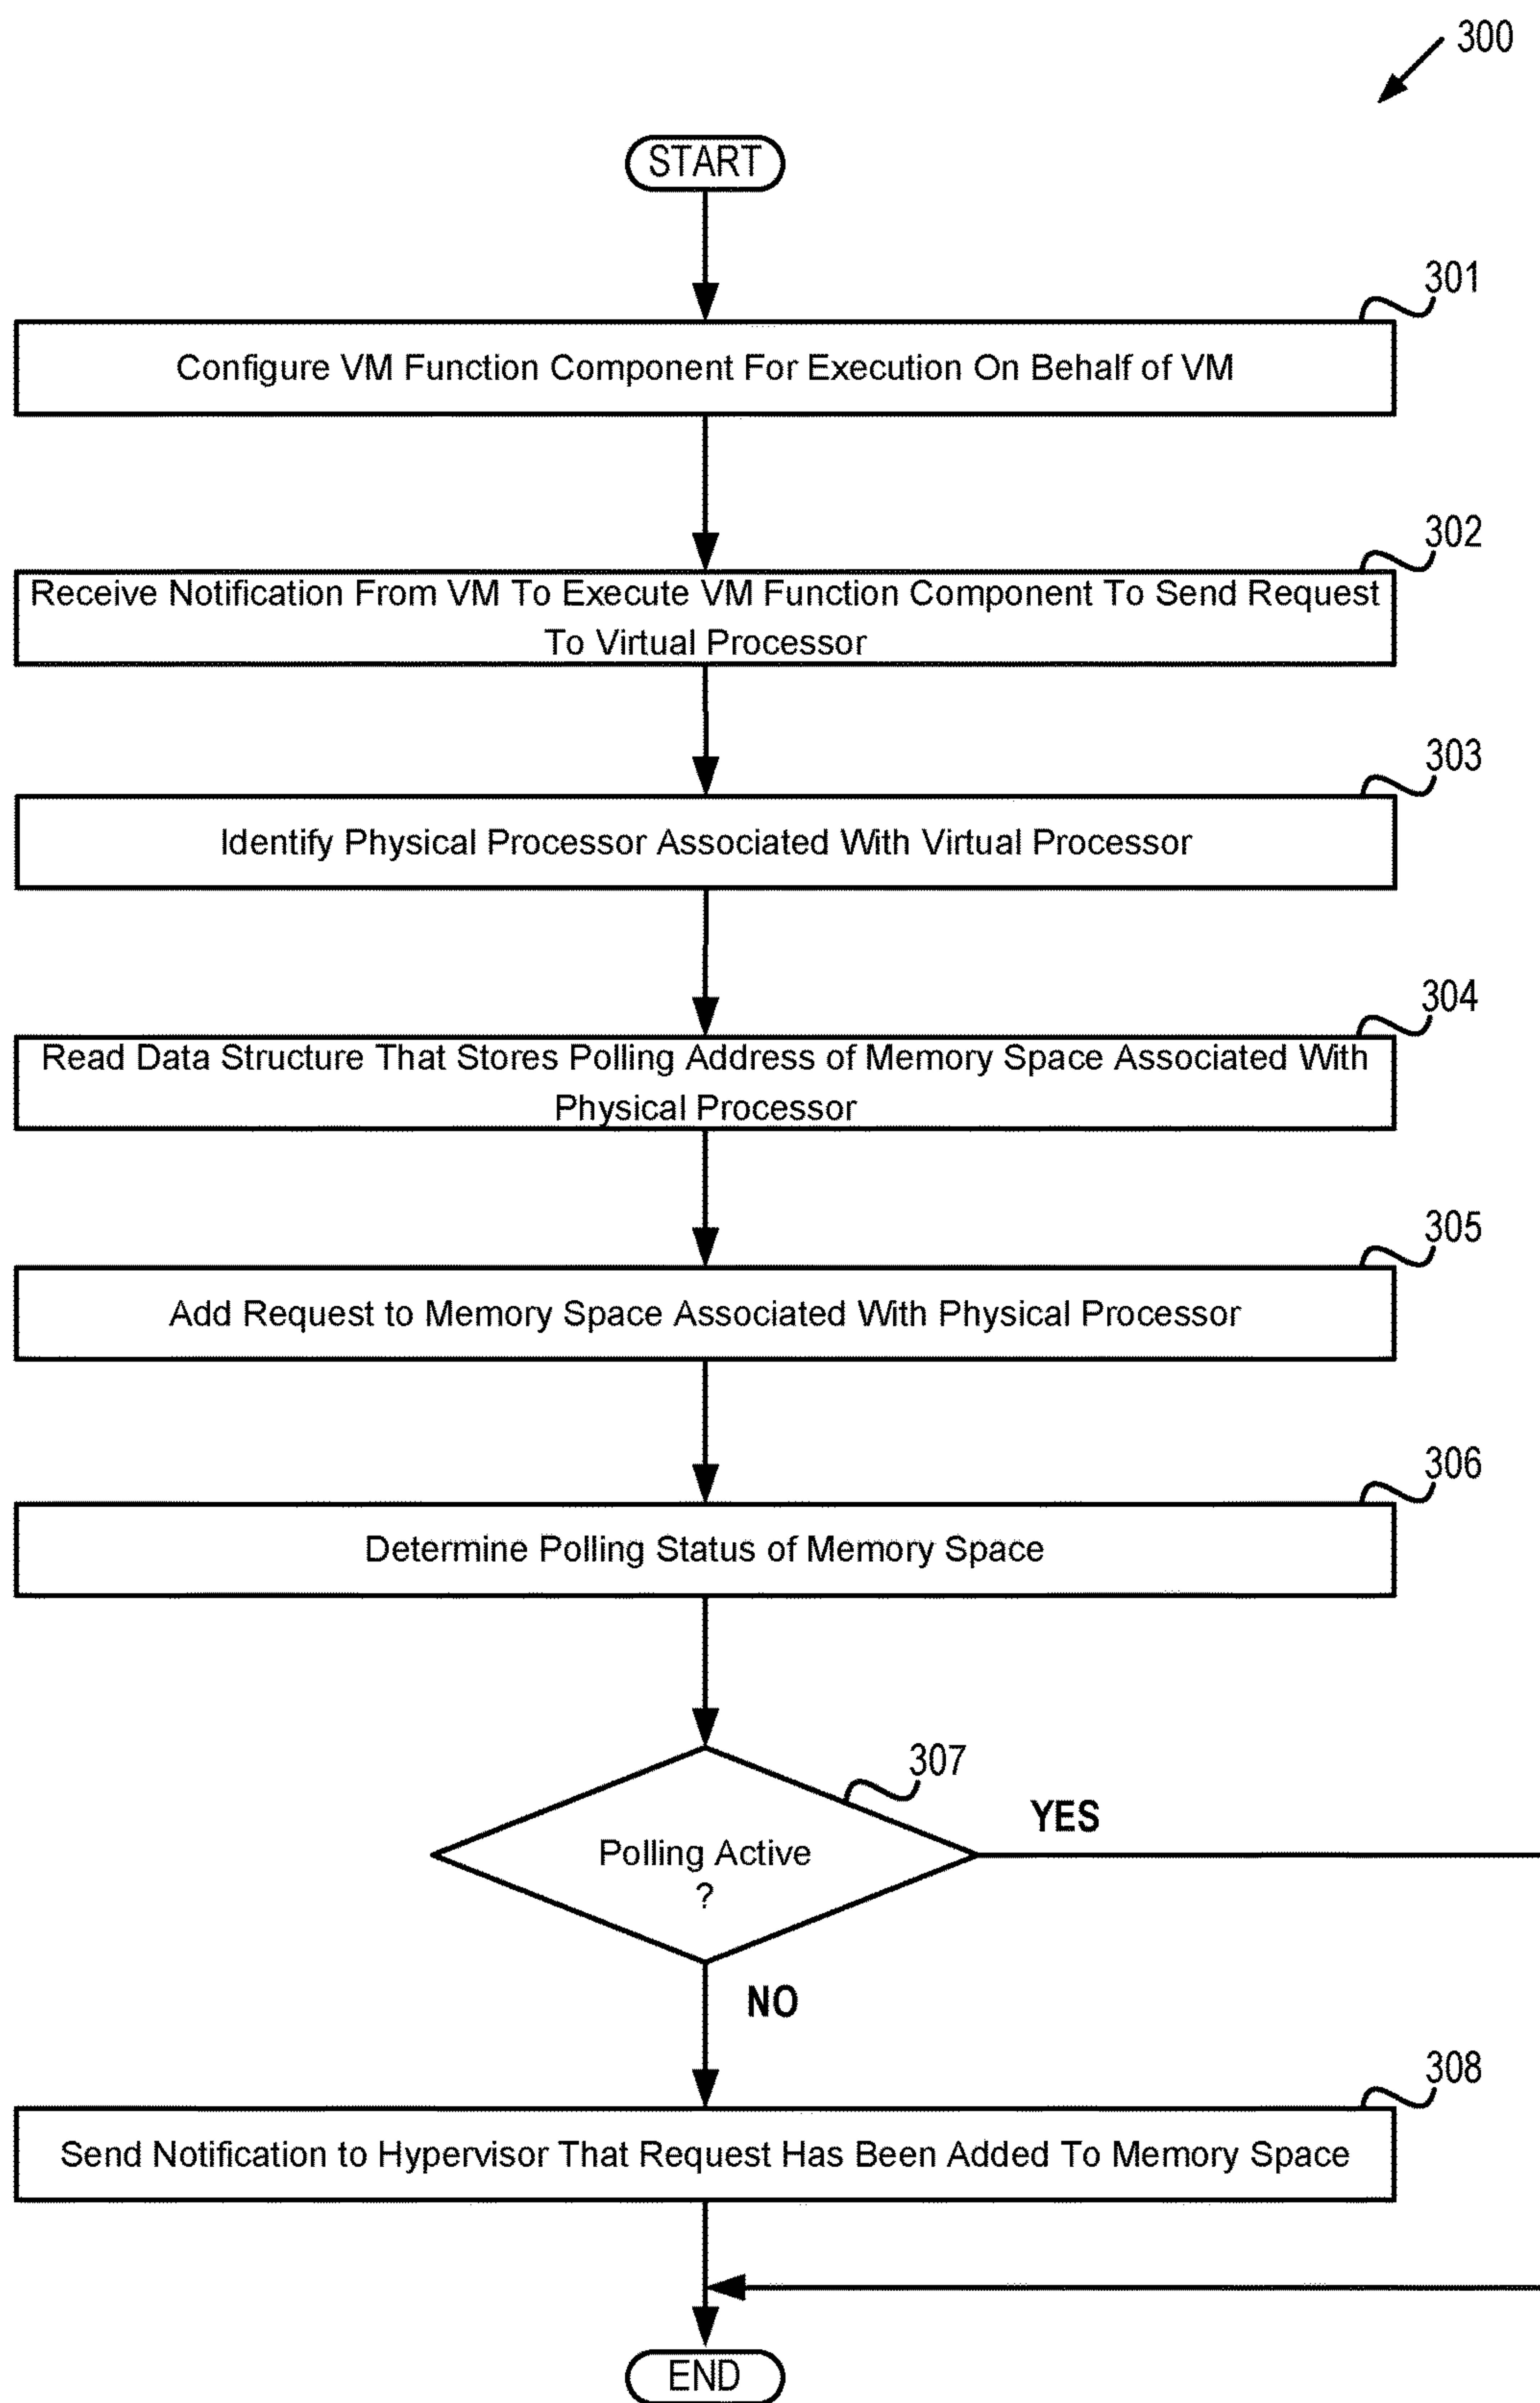 300
START
301
Configure VM Function Component For Execution On Behalf of VM
302
Receive Notification From VM To Execute VM Function Component To Send Request
To Virtual Processor
303
Identify Physical Processor Associated With Virtual Processor
304
Read Data Structure That Stores Polling Address of Memory Space Associated With
Physical Processor
305
Add Request to Memory Space Associated With Physical Processor
306
Determine Polling Status of Memory Space
307
YES
Polling Active
?
NO
308
Send Notification to Hypervisor That Request Has Been Added To Memory Space
END